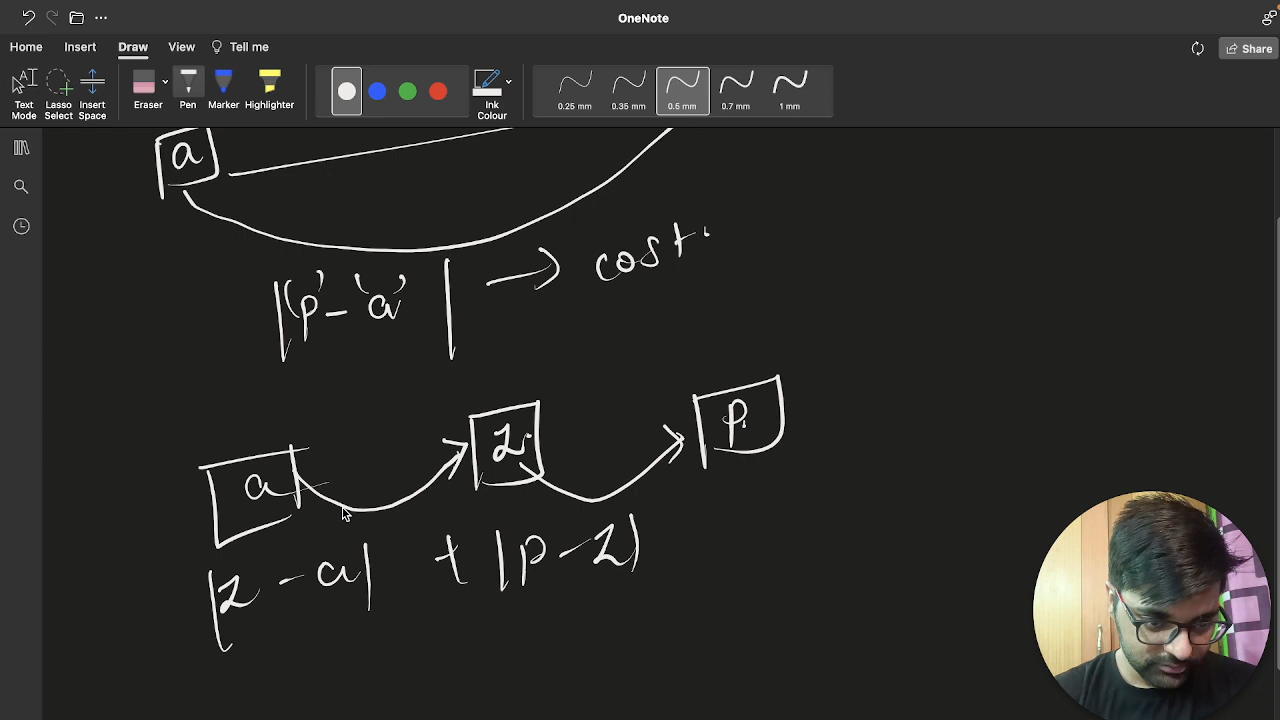 OneNote
Home Insert Draw View Tell me
Share
Text Mode
Lasso Select
Insert Space
Eraser
Pen
Marker
Highlighter
Ink Colour
0.25 mm
0.35 mm
0.5 mm
0.7 mm
1 mm
a
|'p' - 'a'| → cost.
a z p
|z - a| + |p - z|